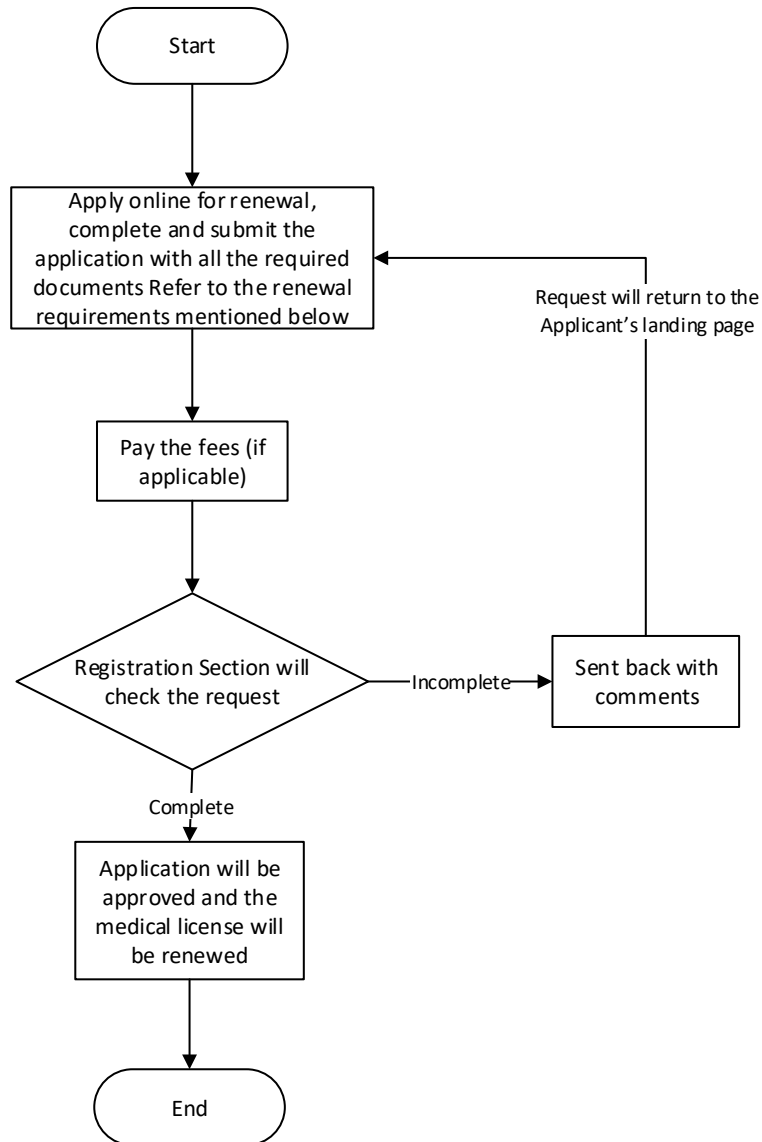 Start
Apply online for renewal,
complete and submit the
application with all the required
documents Refer to the renewal
requirements mentioned below
Request will return to the
Applicant’s landing page
Pay the fees (if
applicable)
Registration Section will
check the request
Incomplete
Sent back with
comments
Complete
Application will be
approved and the
medical license will
be renewed
End